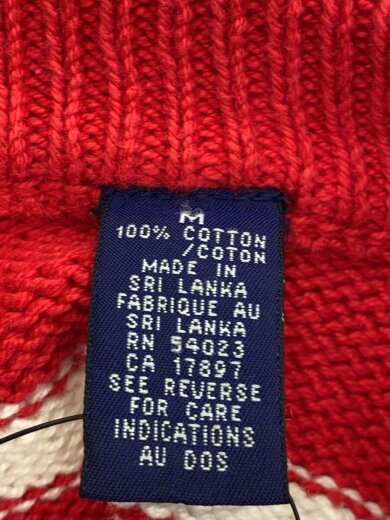 M
100% COTTON
/COTON
MADE IN
SRI LANKA
FABRIQUE AU
SRI LANKA
RN 54023
CA 17897
SEE REVERSE
FOR CARE
INDICATIONS
AU DOS